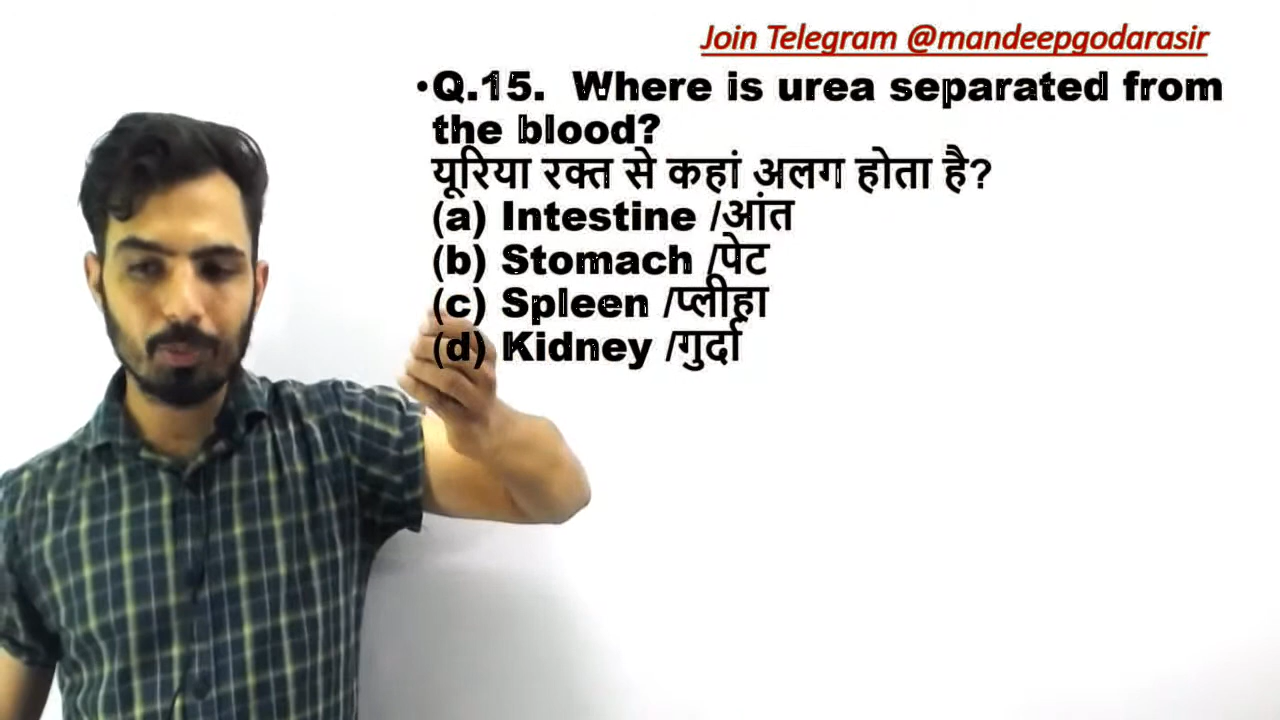 Join Telegram @mandeepgodarasir
•Q.15. Where is urea separated from
the blood?
यूरिया रक्त से कहां अलग होता है?
(a) Intestine /आंत
(b) Stomach /पेट
(c) Spleen /प्लीहा
(d) Kidney /गुर्दा